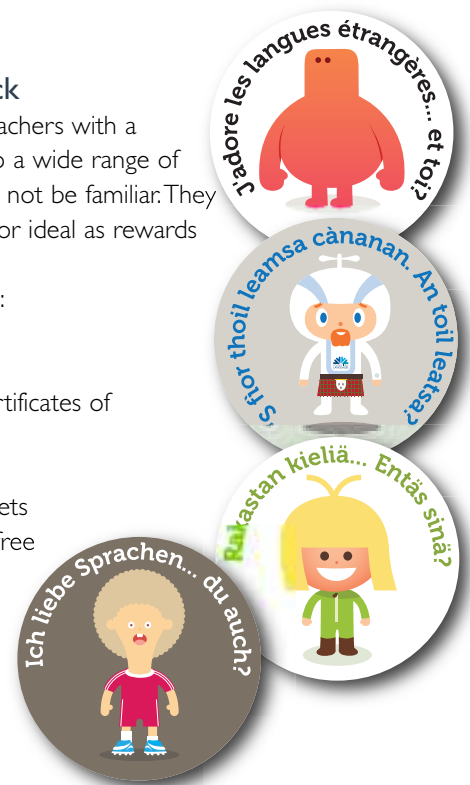 J'adore les langues étrangères... et toi?
'S fìor thoil leamsa cànanan. An toil leatsa?
Rakastan kieliä... Entäs sinä?
Ich liebe Sprachen... du auch?
ck
achers with a
o a wide range of
not be familiar. They
or ideal as rewards
:
rtificates of
ets
free